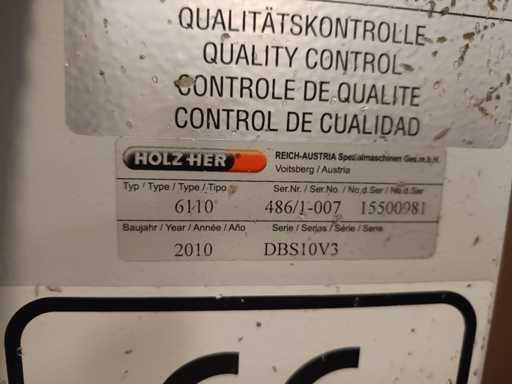 QUALITÄTSKONTROLLE
QUALITY CONTROL
CONTROLE DE QUALITE
CONTROL DE CUALIDAD
HOLZ-HER REICH-AUSTRIA Spezialmaschinen Ges.m.b.H.
Voitsberg / Austria
Typ / Type / Type / Tipo Ser.Nr. / Ser.No. / No.d.Ser / No.d.Ser
6110 486/1-007 15500981
Baujahr / Year / Année / Año Serie / Series / Série / Serie
2010 DBS10V3
CE